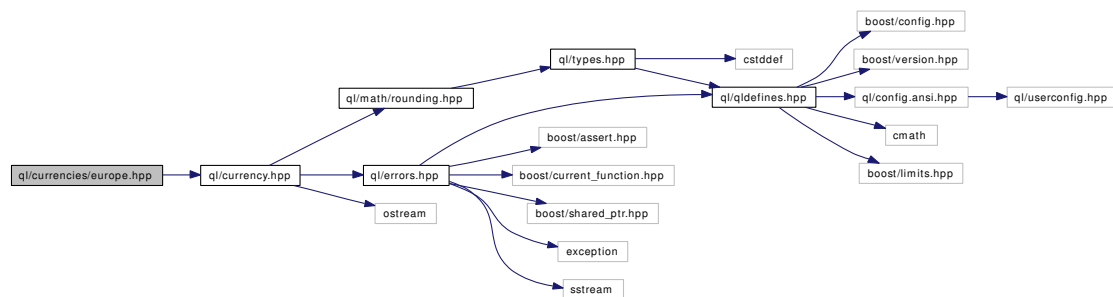 boost/config.hpp
ql/types.hpp
cstddef
boost/version.hpp
ql/math/rounding.hpp
ql/qldefines.hpp
ql/config.ansi.hpp
ql/userconfig.hpp
boost/assert.hpp
cmath
ql/currencies/europe.hpp
ql/currency.hpp
ql/errors.hpp
boost/current_function.hpp
boost/limits.hpp
ostream
boost/shared_ptr.hpp
exception
sstream